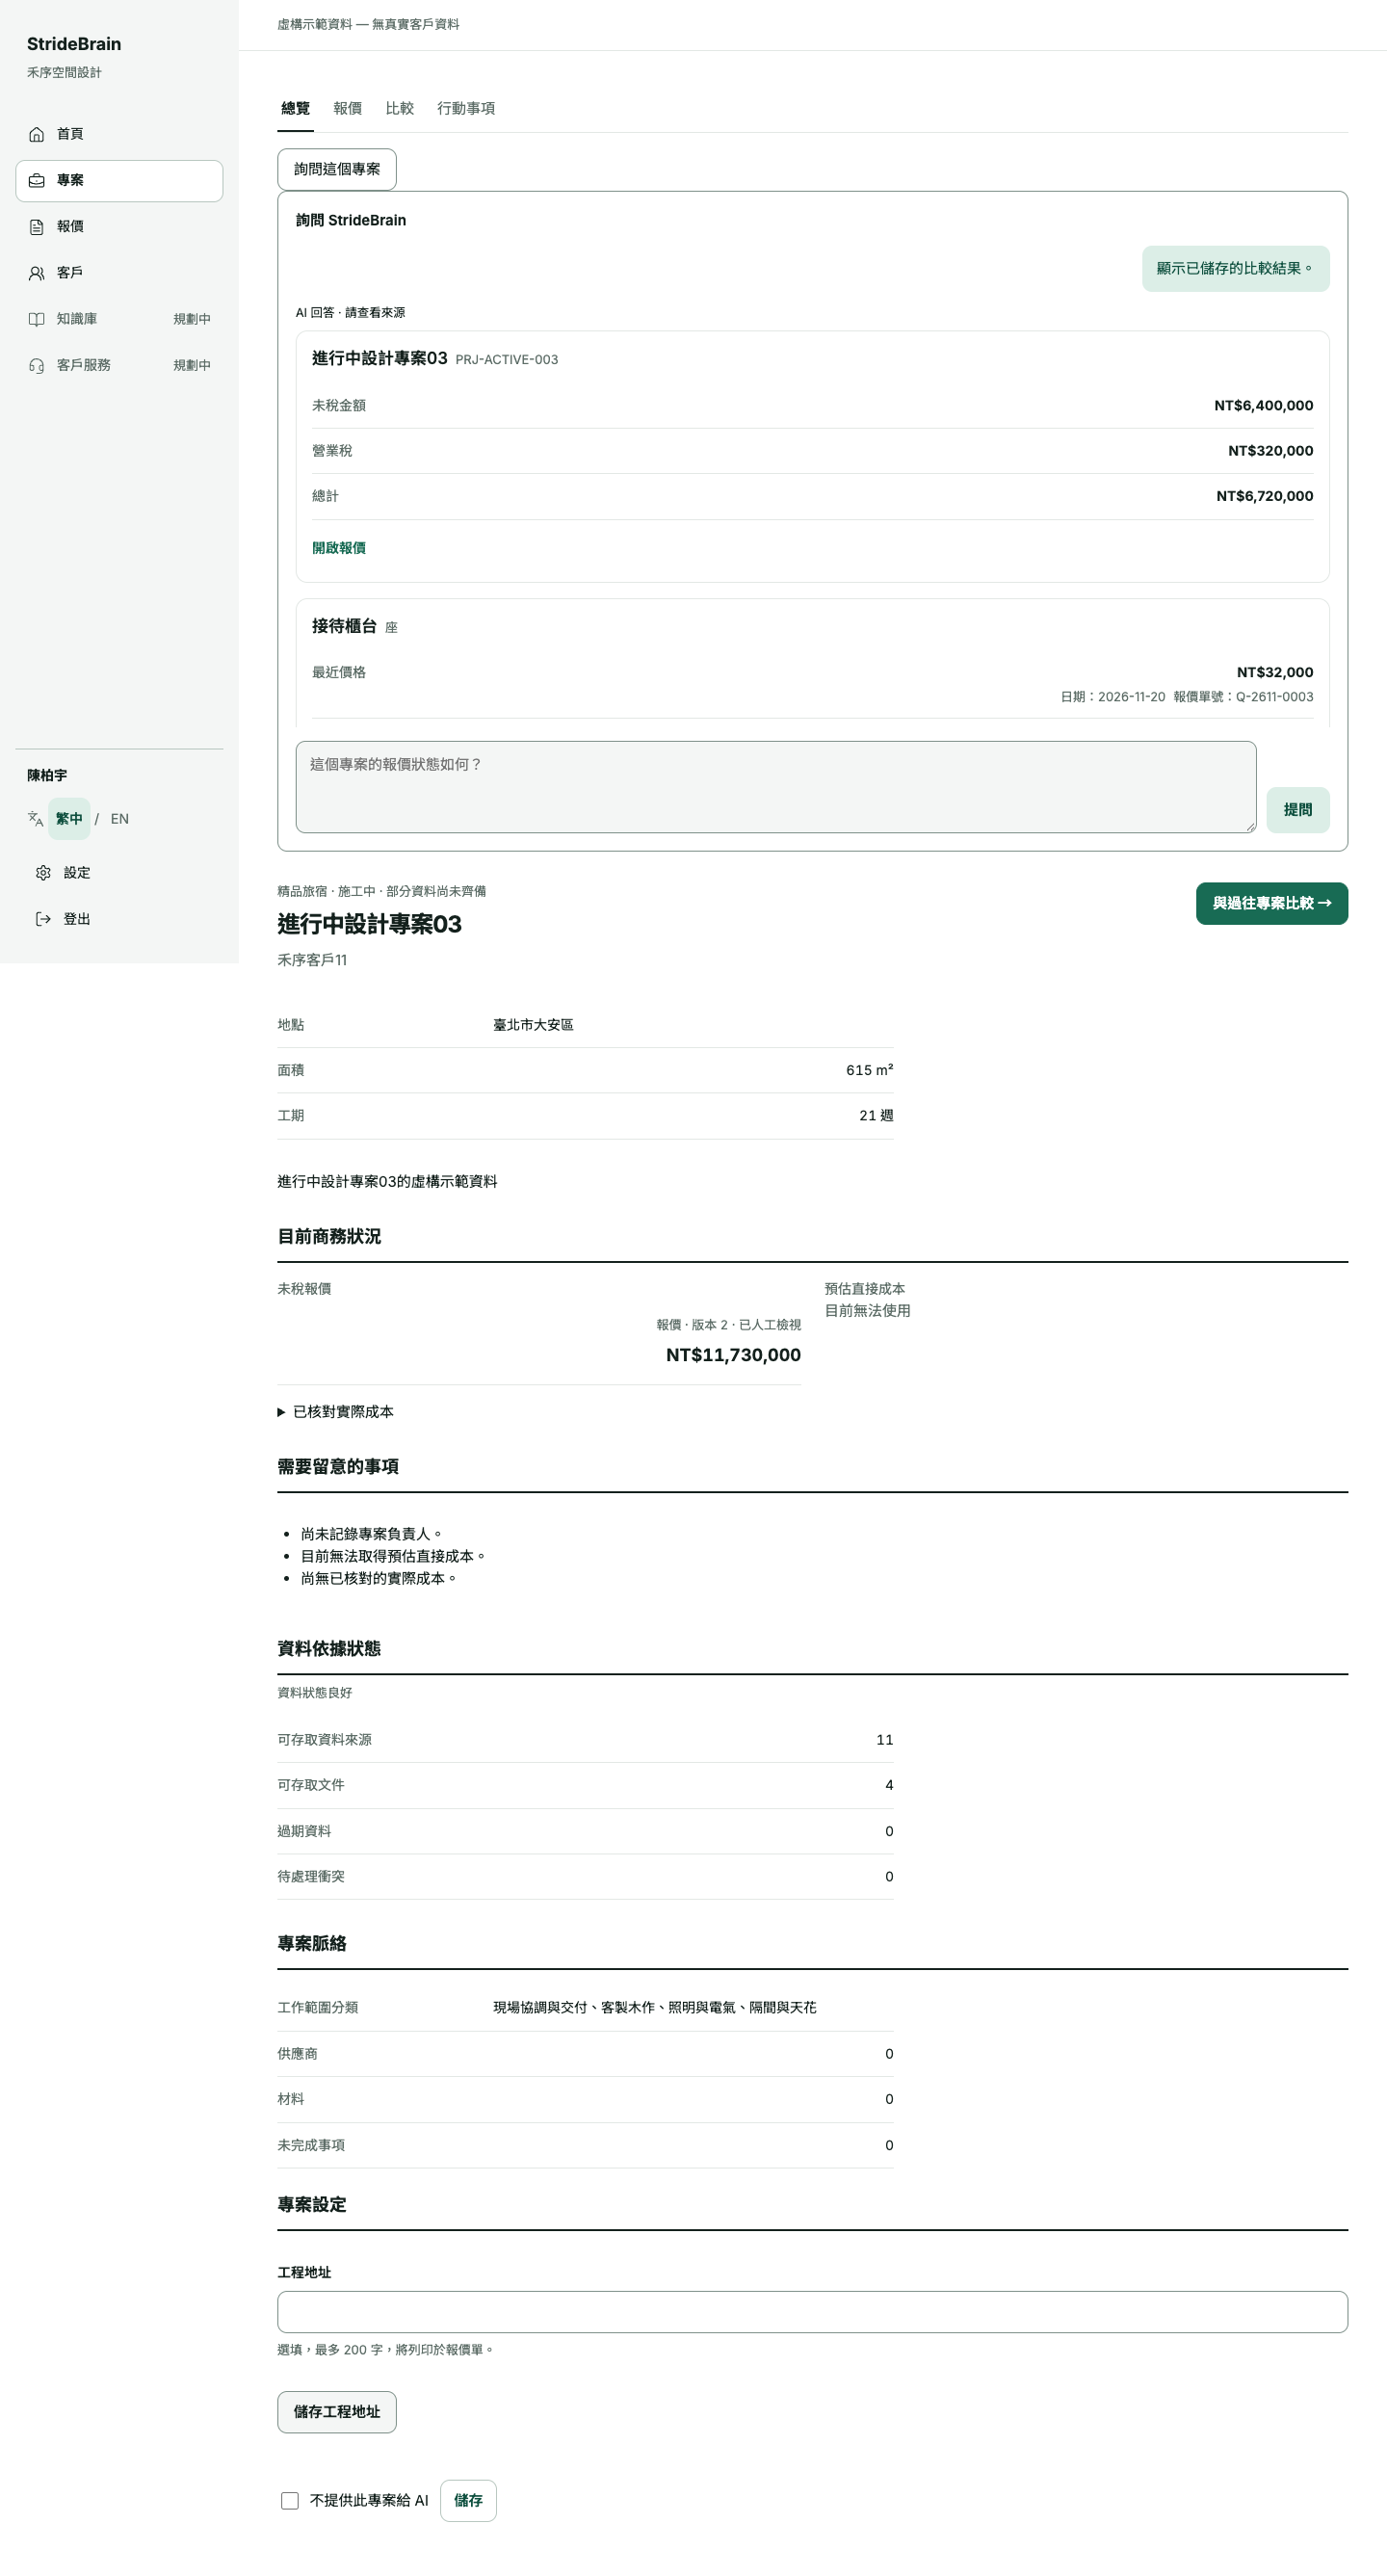 StrideBrain
禾序空間設計
首頁
專案
報價
客戶
知識庫 規劃中
客戶服務 規劃中
陳柏宇
繁中 / EN
設定
登出
虛構示範資料 — 無真實客戶資料
總覽 報價 比較 行動事項
詢問這個專案
詢問 StrideBrain
顯示已儲存的比較結果。
AI 回答 · 請查看來源
進行中設計專案03 PRJ-ACTIVE-003
未稅金額 NT$6,400,000
營業稅 NT$320,000
總計 NT$6,720,000
開啟報價
接待櫃台 座
最近價格 NT$32,000
日期：2026-11-20 報價單號：Q-2611-0003
這個專案的報價狀態如何？
提問
精品旅宿 · 施工中 · 部分資料尚未齊備
進行中設計專案03
禾序客戶11
與過往專案比較 →
地點 臺北市大安區
面積 615 m²
工期 21 週
進行中設計專案03的虛構示範資料
目前商務狀況
未稅報價
報價 · 版本 2 · 已人工檢視
NT$11,730,000
預估直接成本
目前無法使用
▶ 已核對實際成本
需要留意的事項
• 尚未記錄專案負責人。
• 目前無法取得預估直接成本。
• 尚無已核對的實際成本。
資料依據狀態
資料狀態良好
可存取資料來源 11
可存取文件 4
過期資料 0
待處理衝突 0
專案脈絡
工作範圍分類 現場協調與交付、客製木作、照明與電氣、隔間與天花
供應商 0
材料 0
未完成事項 0
專案設定
工程地址
選填，最多 200 字，將列印於報價單。
儲存工程地址
不提供此專案給 AI 儲存